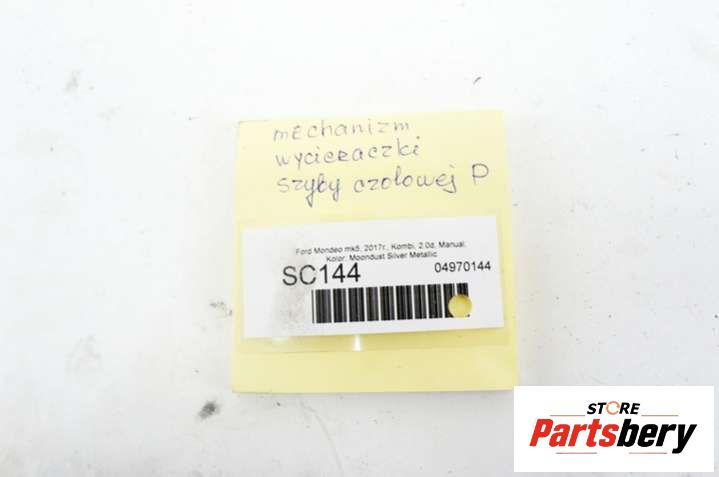 mechanizm
wycieraczki
szyby czołowej P
Ford Mondeo mk5, 2017r., Kombi, 2.0d, Manual,
Kolor: Moondust Silver Metallic
SC144 04970144
STORE
Partsbery